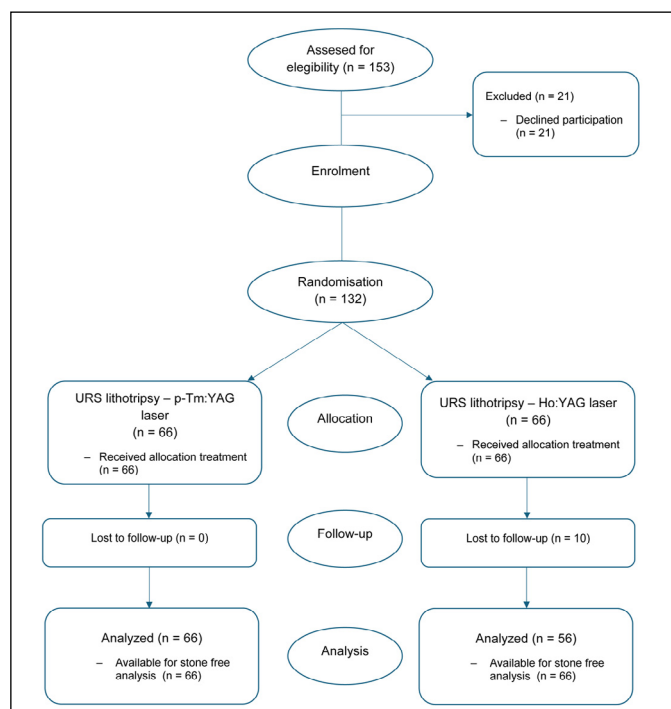 Assesed for
elegibility (n = 153)
Excluded (n = 21)
– Declined participation
(n = 21)
Enrolment
Randomisation
(n = 132)
URS lithotripsy – p-Tm:YAG
laser
(n = 66)
– Received allocation treatment
(n = 66)
Allocation
URS lithotripsy – Ho:YAG laser
(n = 66)
– Received allocation treatment
(n = 66)
Lost to follow-up (n = 0)
Follow-up
Lost to follow-up (n = 10)
Analyzed (n = 66)
– Available for stone free
analysis (n = 66)
Analysis
Analyzed (n = 56)
– Available for stone free
analysis (n = 66)